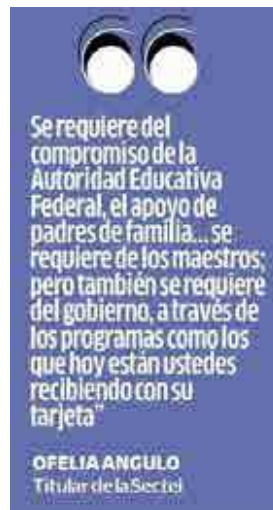 Se requiere del
compromiso de la
Autoridad Educativa
Federal, el apoyo de
padres de familia... se
requiere de los maestros;
pero también se requiere
del gobierno, a través de
los programas como los
que hoy están ustedes
recibiendo con su
tarjeta”
OFELIA ANGULO
Titular de la Sectei